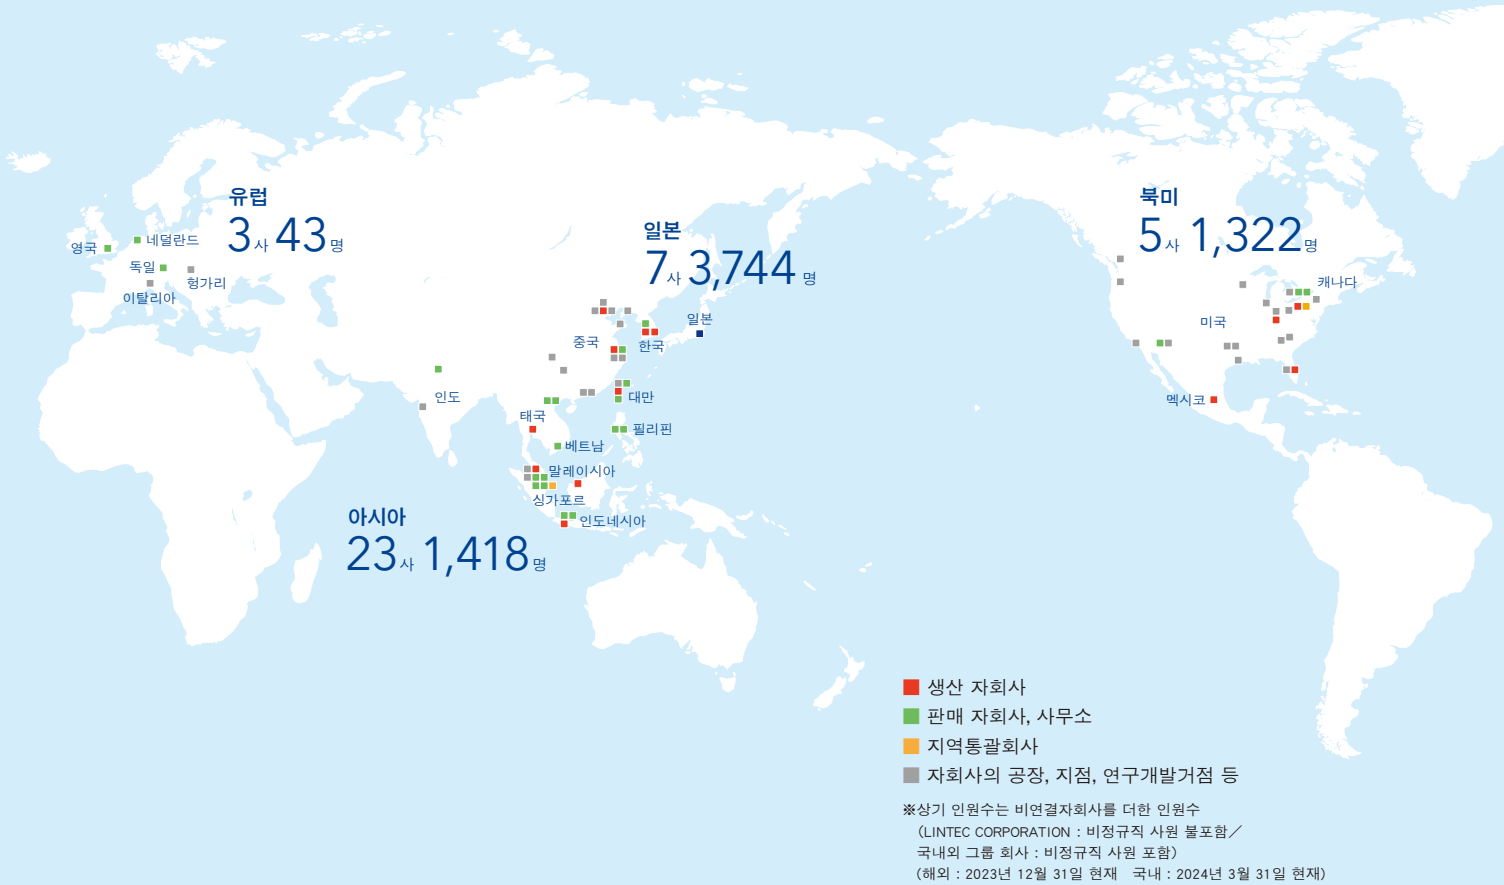 유럽
3사 43명
영국
네덜란드
독일
헝가리
이탈리아
일본
7사 3,744명
일본
중국
한국
인도
대만
태국
필리핀
베트남
말레이시아
싱가포르
인도네시아
아시아
23사 1,418명
북미
5사 1,322명
캐나다
미국
멕시코
생산 자회사
판매 자회사, 사무소
지역통괄회사
자회사의 공장, 지점, 연구개발거점 등
※상기 인원수는 비연결자회사를 더한 인원수
(LINTEC CORPORATION : 비정규직 사원 불포함／
국내외 그룹 회사 : 비정규직 사원 포함)
(해외 : 2023년 12월 31일 현재 국내 : 2024년 3월 31일 현재)